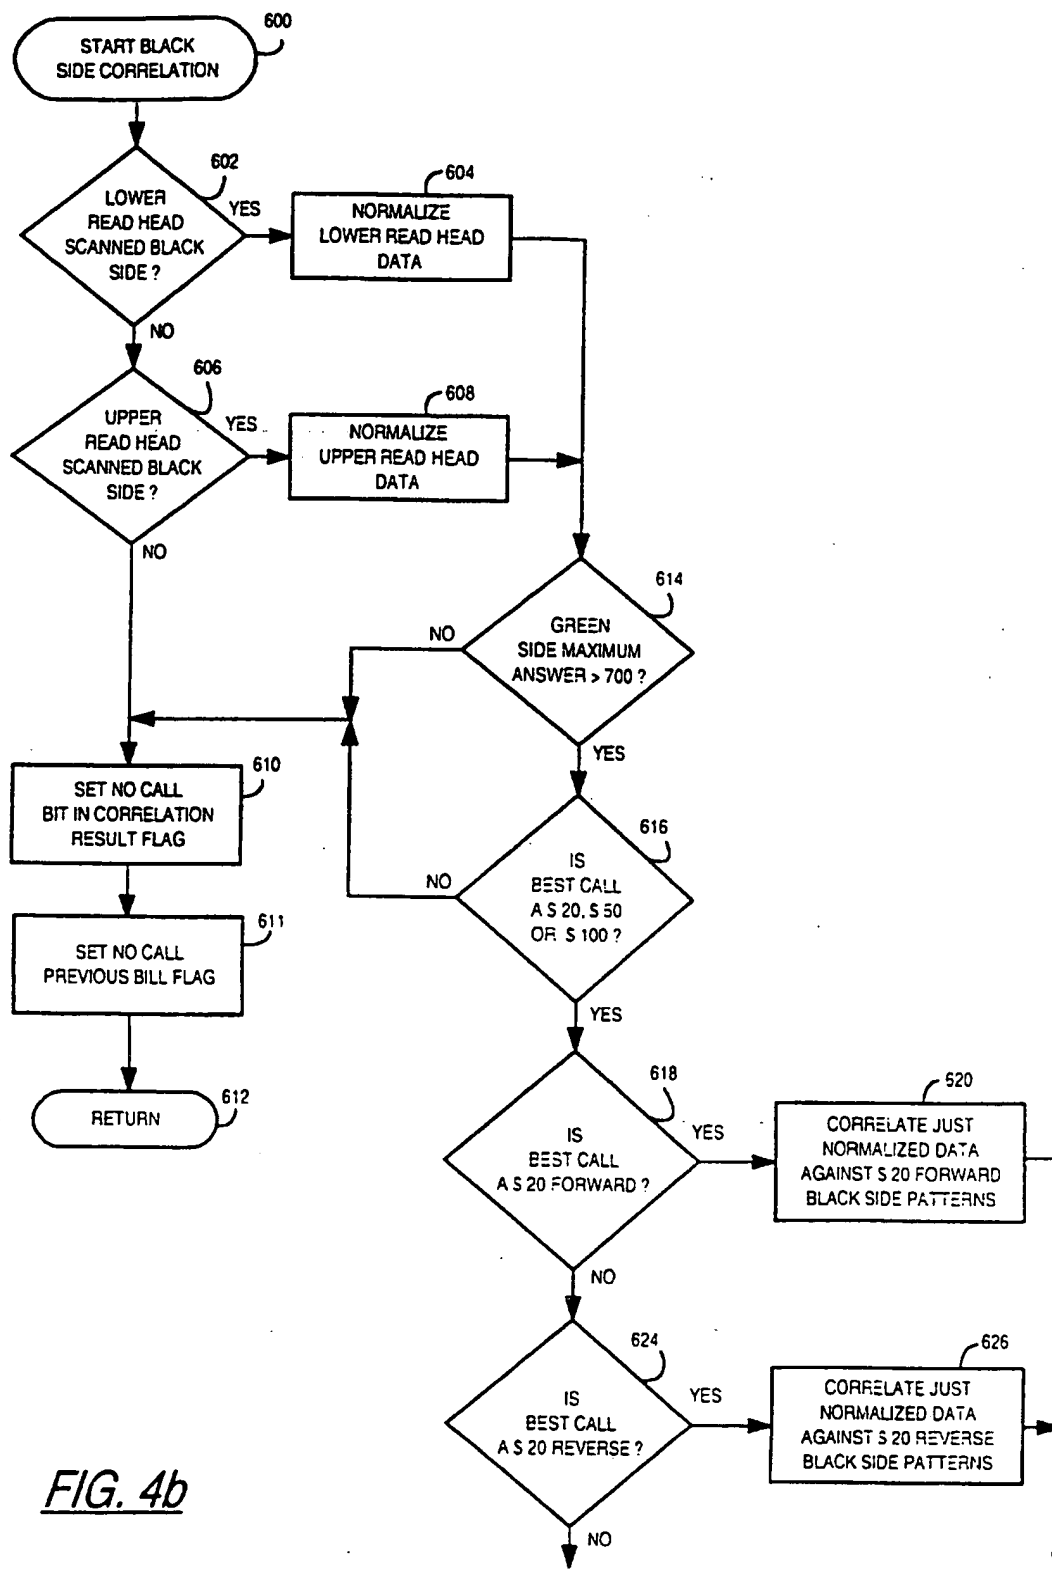 START BLACK
SIDE CORRELATION
600
LOWER
READ HEAD
SCANNED BLACK
SIDE ?
602
YES
NO
NORMALIZE
LOWER READ HEAD
DATA
604
UPPER
READ HEAD
SCANNED BLACK
SIDE ?
606
YES
NO
NORMALIZE
UPPER READ HEAD
DATA
608
GREEN
SIDE MAXIMUM
ANSWER > 700 ?
614
NO
YES
SET NO CALL
BIT IN CORRELATION
RESULT FLAG
610
IS
BEST CALL
A $ 20, $ 50
OR $ 100 ?
616
NO
YES
SET NO CALL
PREVIOUS BILL FLAG
611
RETURN
612
IS
BEST CALL
A $ 20 FORWARD ?
618
YES
NO
CORRELATE JUST
NORMALIZED DATA
AGAINST $ 20 FORWARD
BLACK SIDE PATTERNS
620
IS
BEST CALL
A $ 20 REVERSE ?
624
YES
NO
CORRELATE JUST
NORMALIZED DATA
AGAINST $ 20 REVERSE
BLACK SIDE PATTERNS
626
FIG. 4b